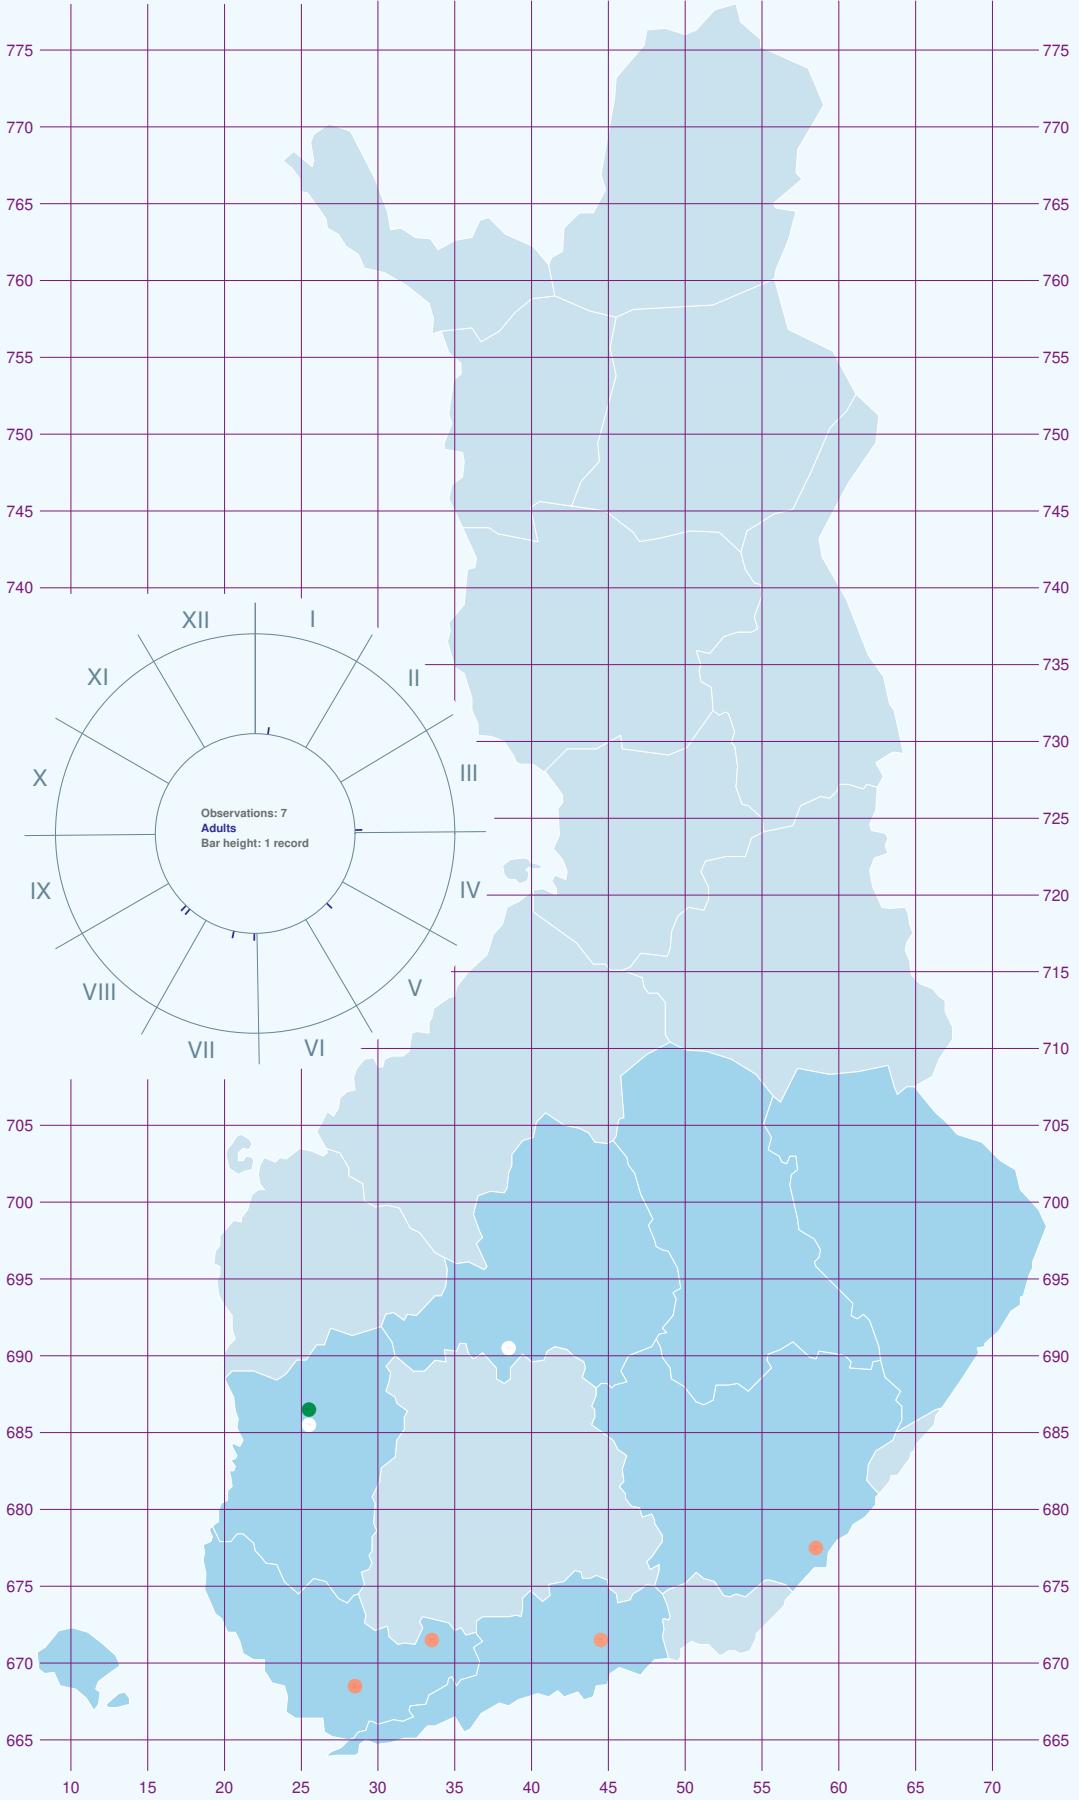 775 775
770 770
765 765
760 760
755 755
750 750
745 745
740 740
XII I
735 735
XI II
730 730
X III
Observations: 7
725
Adults
Bar height: 1 record
IX IV
720
VIII V
715
VII VI
710
705 705
700 700
695 695
690 690
685 685
680 680
675 675
670 670
665 665
10 15 20 25 30 35 40 45 50 55 60 65 70